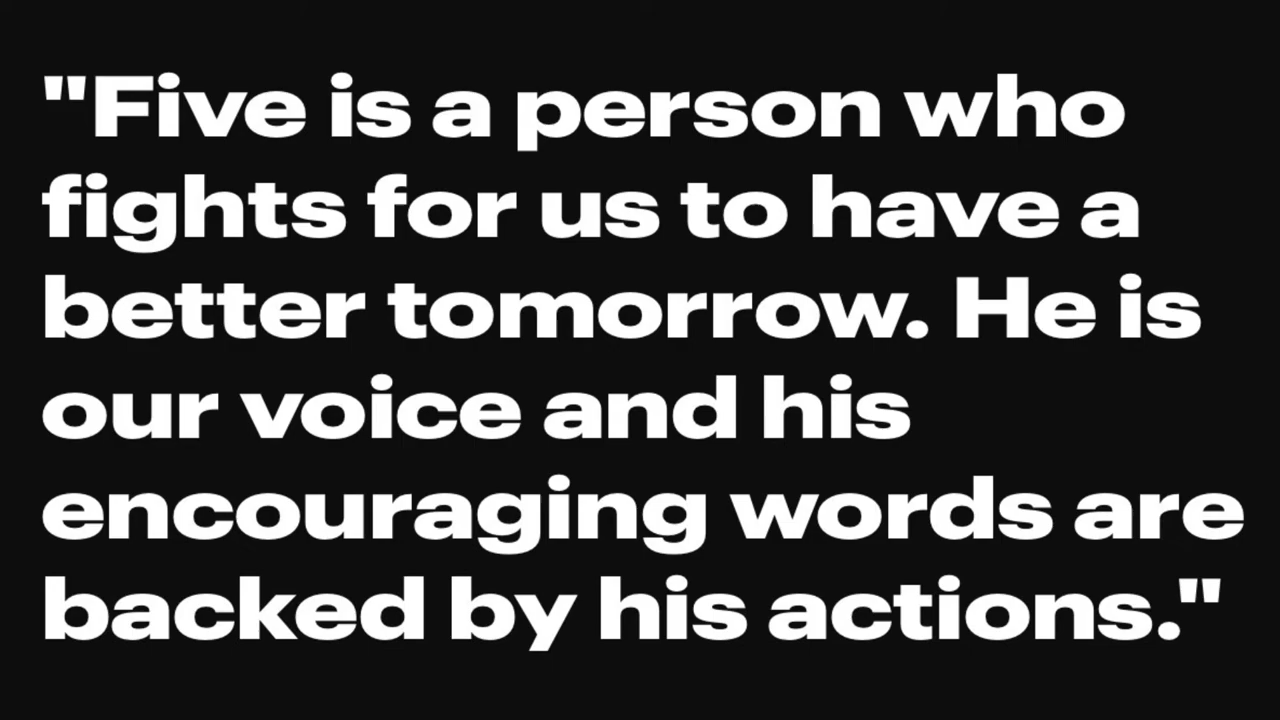 "Five is a person who
fights for us to have a
better tomorrow. He is
our voice and his
encouraging words are
backed by his actions."